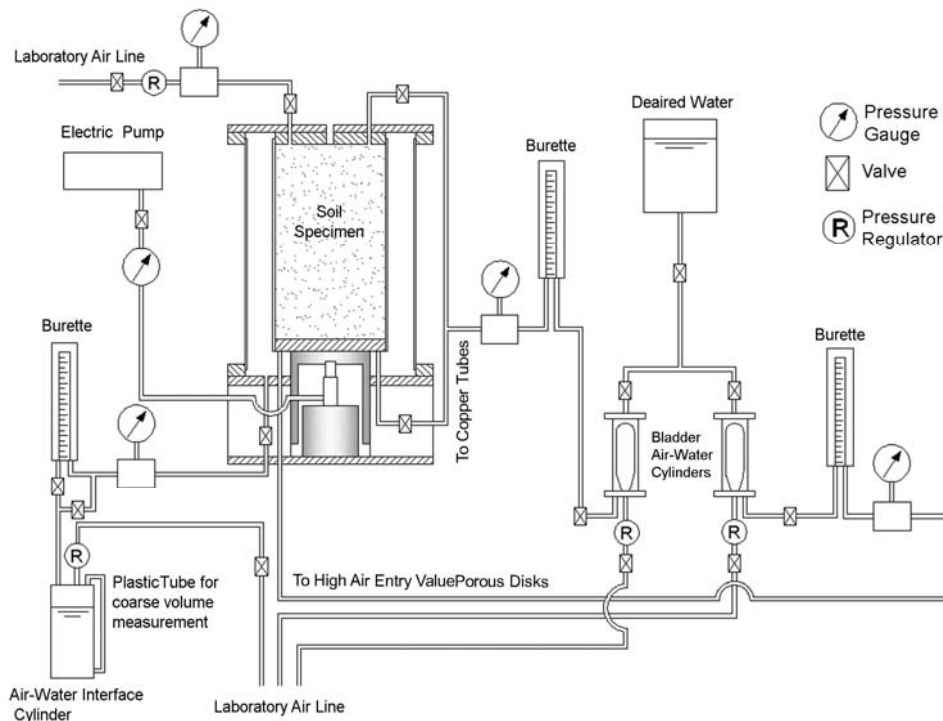 Laboratory Air Line
Electric Pump
Soil
Specimen
Burette
Deaired Water
Pressure
Gauge
Valve
R
Pressure
Regulator
R
Burette
Burette
To Copper Tubes
Bladder
Air-Water
Cylinders
R
R
R
To High Air Entry ValuePorous Disks
PlasticTube for
coarse volume
measurement
Air-Water Interface
Cylinder
Laboratory Air Line